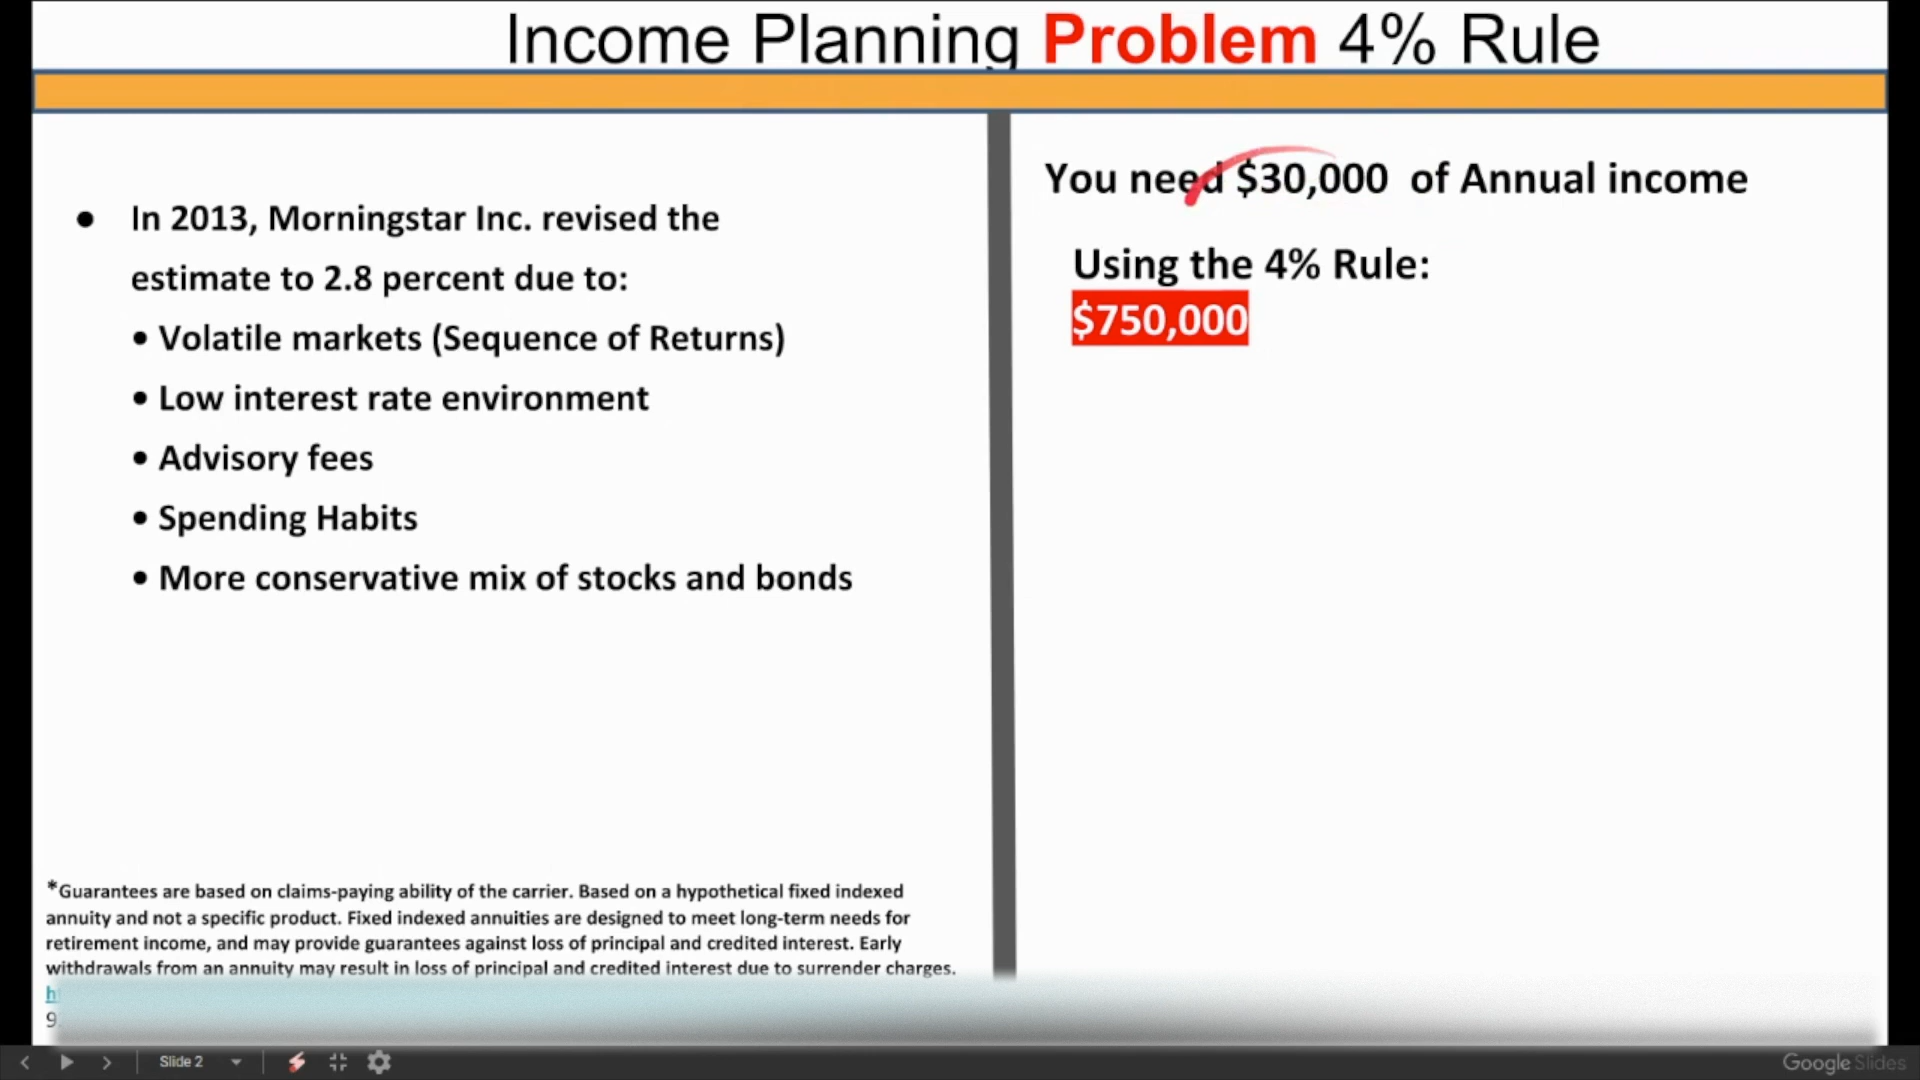 Income Planning Problem 4% Rule
• In 2013, Morningstar Inc. revised the
estimate to 2.8 percent due to:
• Volatile markets (Sequence of Returns)
• Low interest rate environment
• Advisory fees
• Spending Habits
• More conservative mix of stocks and bonds
*Guarantees are based on claims-paying ability of the carrier. Based on a hypothetical fixed indexed
annuity and not a specific product. Fixed indexed annuities are designed to meet long-term needs for
retirement income, and may provide guarantees against loss of principal and credited interest. Early
withdrawals from an annuity may result in loss of principal and credited interest due to surrender charges.
You need $30,000 of Annual income
Using the 4% Rule:
$750,000
Slide 2
Google Slides